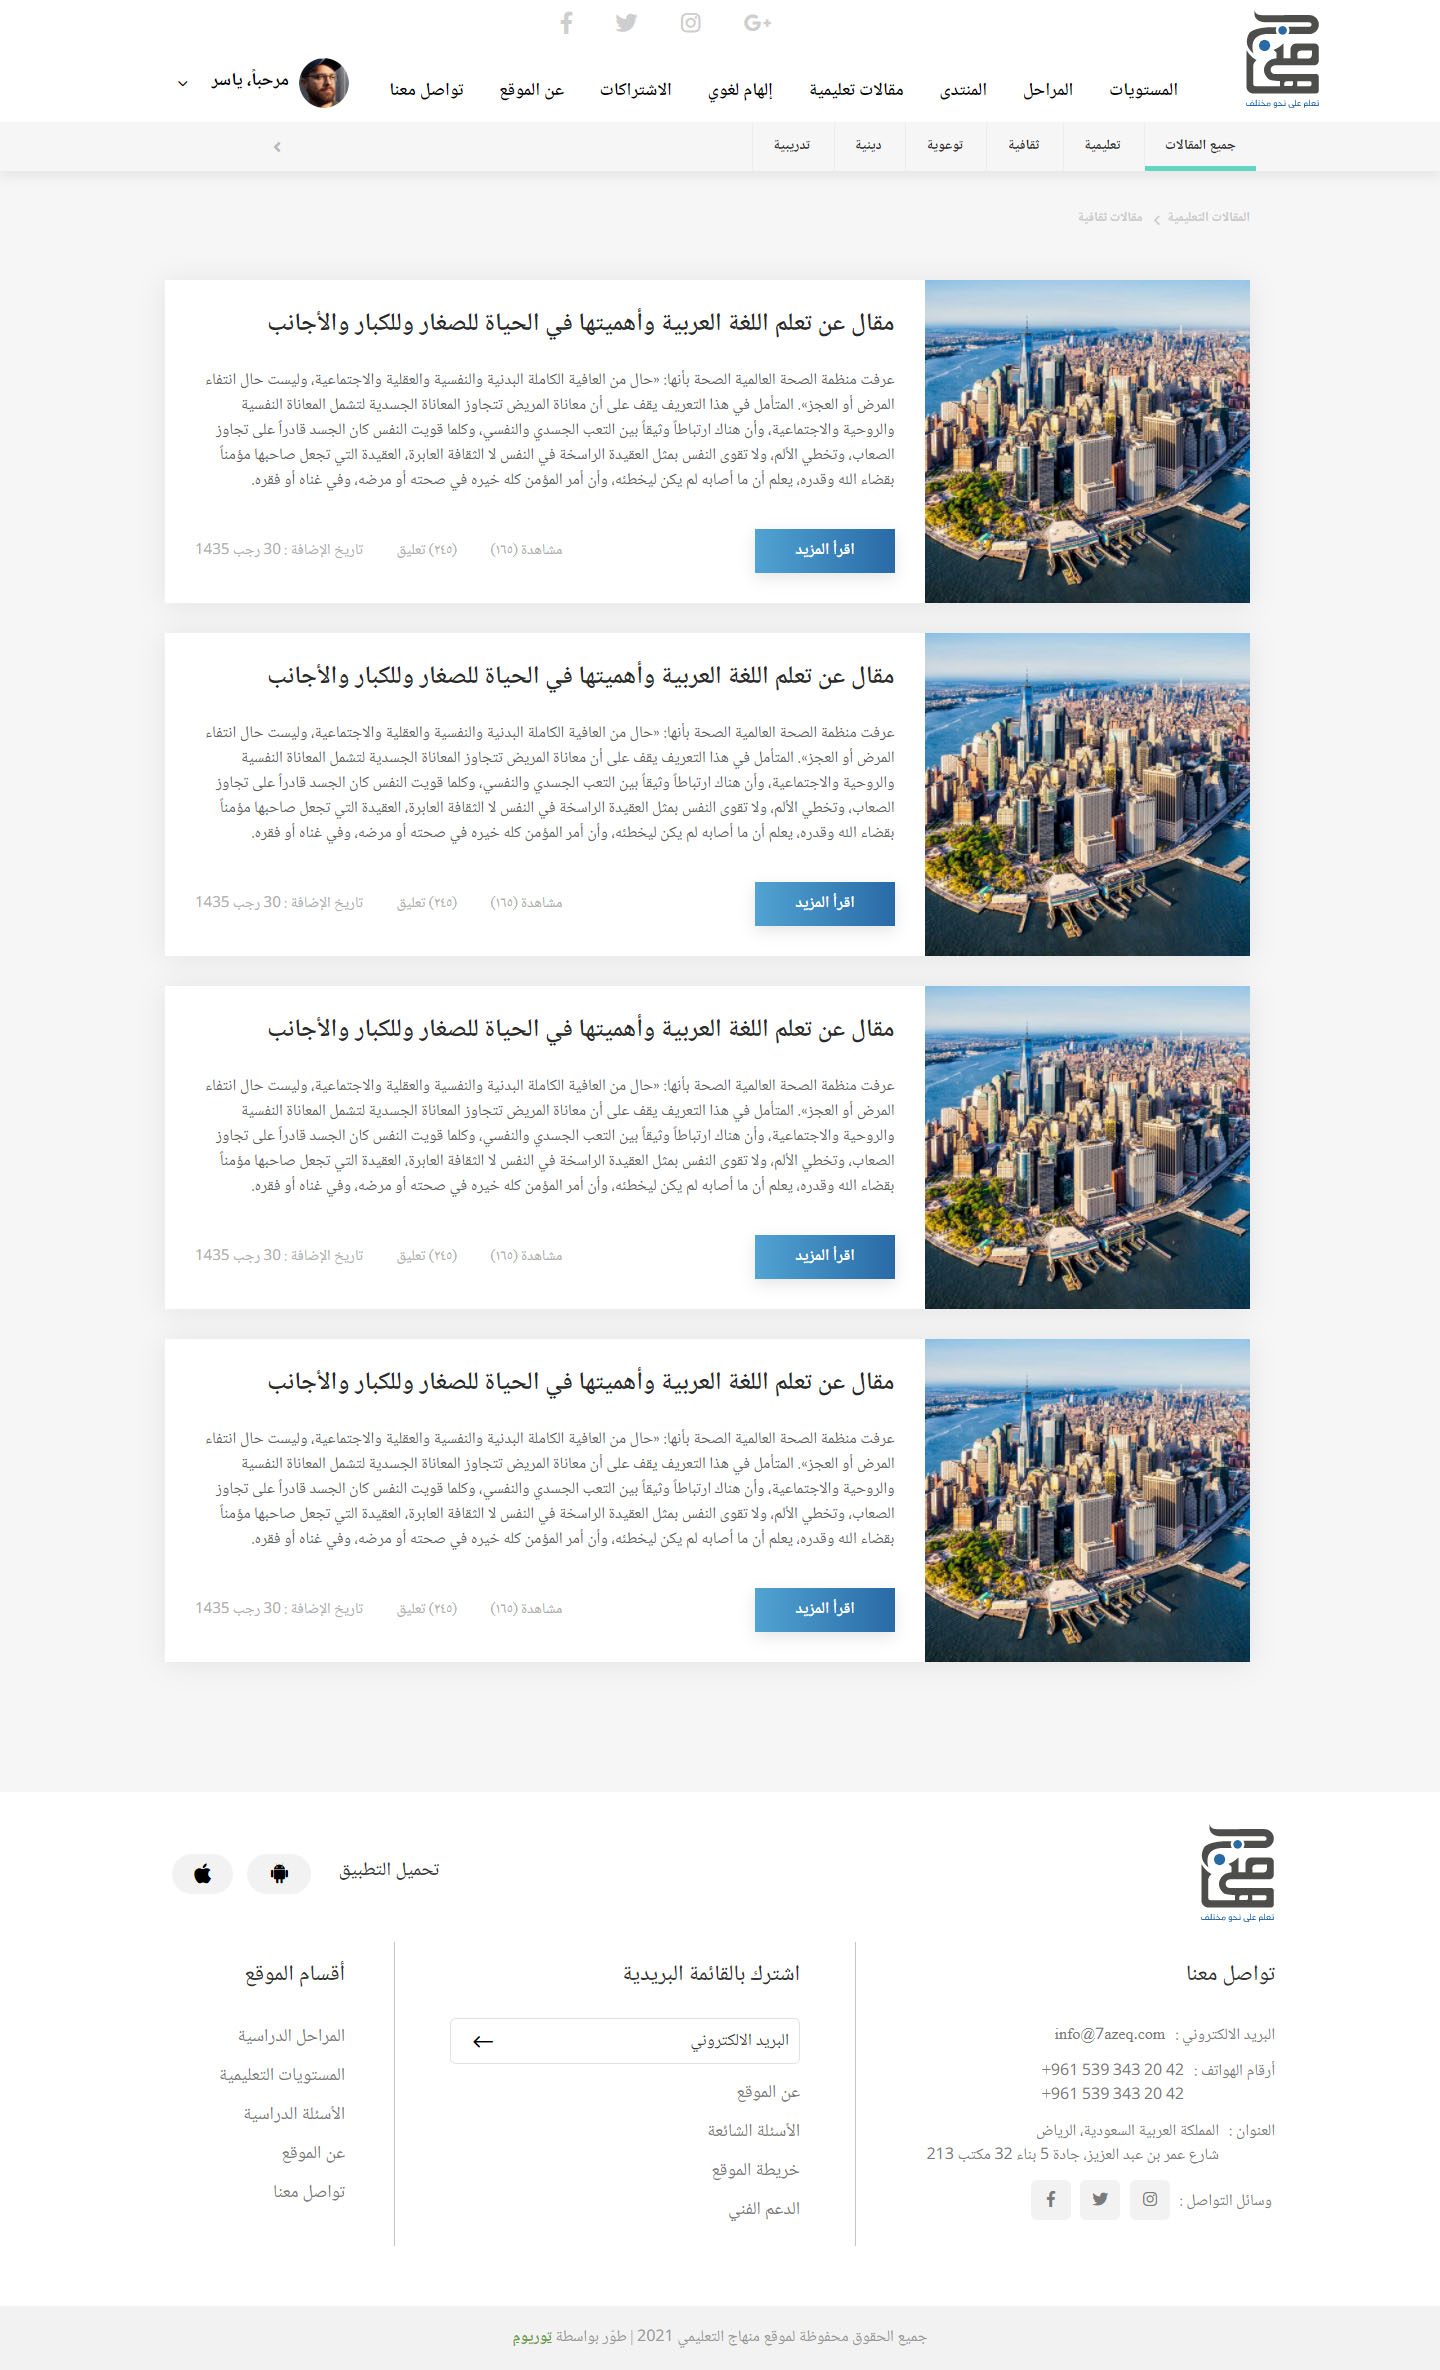 تعلم على نحو مختلف
المستويات
المراحل
المنتدى
مقالات تعليمية
إلهام لغوي
الاشتراكات
عن الموقع
تواصل معنا
مرحباً، ياسر
جميع المقالات
تعليمية
ثقافية
توعوية
دينية
تدريبية
المقالات التعليمية
مقالات ثقافية
مقال عن تعلم اللغة العربية وأهميتها في الحياة للصغار وللكبار والأجانب
عرفت منظمة الصحة العالمية الصحة بأنها: «حال من العافية الكاملة البدنية والنفسية والعقلية والاجتماعية، وليست حال انتفاء
المرض أو العجز». المتأمل في هذا التعريف يقف على أن معاناة المريض تتجاوز المعاناة الجسدية لتشمل المعاناة النفسية
والروحية والاجتماعية، وأن هناك ارتباطاً وثيقاً بين التعب الجسدي والنفسي، وكلما قويت النفس كان الجسد قادراً على تجاوز
الصعاب، وتخطي الألم، ولا تقوى النفس بمثل العقيدة الراسخة في النفس لا الثقافة العابرة، العقيدة التي تجعل صاحبها مؤمناً
بقضاء الله وقدره، يعلم أن ما أصابه لم يكن ليخطئه، وأن أمر المؤمن كله خيره في صحته أو مرضه، وفي غناه أو فقره.
اقرأ المزيد
مشاهدة (١٦٥)
(٢٤٥) تعليق
تاريخ الإضافة : 30 رجب 1435
مقال عن تعلم اللغة العربية وأهميتها في الحياة للصغار وللكبار والأجانب
عرفت منظمة الصحة العالمية الصحة بأنها: «حال من العافية الكاملة البدنية والنفسية والعقلية والاجتماعية، وليست حال انتفاء
المرض أو العجز». المتأمل في هذا التعريف يقف على أن معاناة المريض تتجاوز المعاناة الجسدية لتشمل المعاناة النفسية
والروحية والاجتماعية، وأن هناك ارتباطاً وثيقاً بين التعب الجسدي والنفسي، وكلما قويت النفس كان الجسد قادراً على تجاوز
الصعاب، وتخطي الألم، ولا تقوى النفس بمثل العقيدة الراسخة في النفس لا الثقافة العابرة، العقيدة التي تجعل صاحبها مؤمناً
بقضاء الله وقدره، يعلم أن ما أصابه لم يكن ليخطئه، وأن أمر المؤمن كله خيره في صحته أو مرضه، وفي غناه أو فقره.
اقرأ المزيد
مشاهدة (١٦٥)
(٢٤٥) تعليق
تاريخ الإضافة : 30 رجب 1435
مقال عن تعلم اللغة العربية وأهميتها في الحياة للصغار وللكبار والأجانب
عرفت منظمة الصحة العالمية الصحة بأنها: «حال من العافية الكاملة البدنية والنفسية والعقلية والاجتماعية، وليست حال انتفاء
المرض أو العجز». المتأمل في هذا التعريف يقف على أن معاناة المريض تتجاوز المعاناة الجسدية لتشمل المعاناة النفسية
والروحية والاجتماعية، وأن هناك ارتباطاً وثيقاً بين التعب الجسدي والنفسي، وكلما قويت النفس كان الجسد قادراً على تجاوز
الصعاب، وتخطي الألم، ولا تقوى النفس بمثل العقيدة الراسخة في النفس لا الثقافة العابرة، العقيدة التي تجعل صاحبها مؤمناً
بقضاء الله وقدره، يعلم أن ما أصابه لم يكن ليخطئه، وأن أمر المؤمن كله خيره في صحته أو مرضه، وفي غناه أو فقره.
اقرأ المزيد
مشاهدة (١٦٥)
(٢٤٥) تعليق
تاريخ الإضافة : 30 رجب 1435
مقال عن تعلم اللغة العربية وأهميتها في الحياة للصغار وللكبار والأجانب
عرفت منظمة الصحة العالمية الصحة بأنها: «حال من العافية الكاملة البدنية والنفسية والعقلية والاجتماعية، وليست حال انتفاء
المرض أو العجز». المتأمل في هذا التعريف يقف على أن معاناة المريض تتجاوز المعاناة الجسدية لتشمل المعاناة النفسية
والروحية والاجتماعية، وأن هناك ارتباطاً وثيقاً بين التعب الجسدي والنفسي، وكلما قويت النفس كان الجسد قادراً على تجاوز
الصعاب، وتخطي الألم، ولا تقوى النفس بمثل العقيدة الراسخة في النفس لا الثقافة العابرة، العقيدة التي تجعل صاحبها مؤمناً
بقضاء الله وقدره، يعلم أن ما أصابه لم يكن ليخطئه، وأن أمر المؤمن كله خيره في صحته أو مرضه، وفي غناه أو فقره.
اقرأ المزيد
مشاهدة (١٦٥)
(٢٤٥) تعليق
تاريخ الإضافة : 30 رجب 1435
تعلم على نحو مختلف
تحميل التطبيق
تواصل معنا
البريد الالكتروني : info@7azeq.com
أرقام الهواتف : +961 539 343 20 42
+961 539 343 20 42
العنوان : المملكة العربية السعودية، الرياض
شارع عمر بن عبد العزيز، جادة 5 بناء 32 مكتب 213
وسائل التواصل :
اشترك بالقائمة البريدية
البريد الالكتروني
عن الموقع
الأسئلة الشائعة
خريطة الموقع
الدعم الفني
أقسام الموقع
المراحل الدراسية
المستويات التعليمية
الأسئلة الدراسية
عن الموقع
تواصل معنا
جميع الحقوق محفوظة لموقع منهاج التعليمي 2021 | طوّر بواسطة توريوم